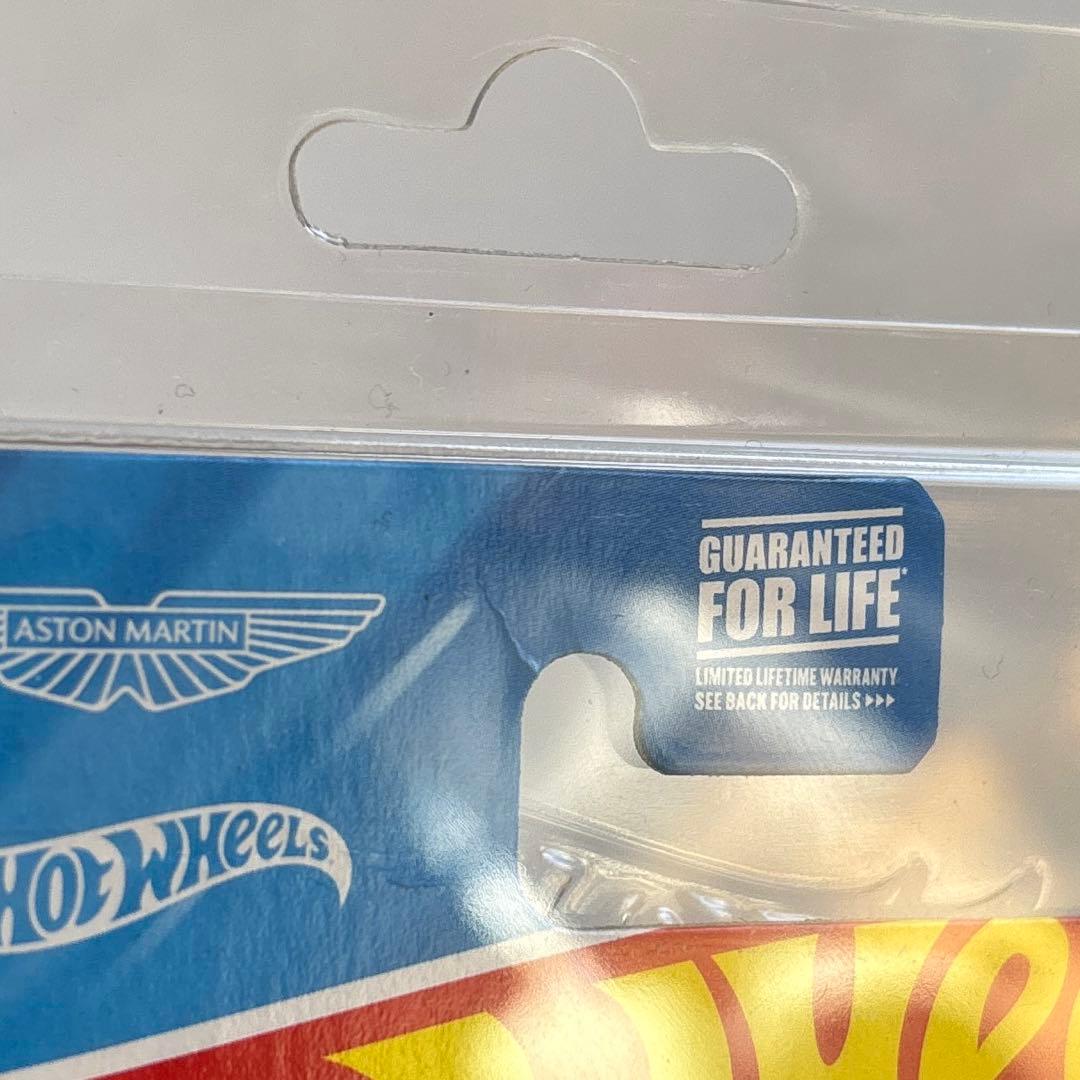 GUARANTEED
FOR LIFE*
LIMITED LIFETIME WARRANTY
SEE BACK FOR DETAILS
ASTON MARTIN
HOT WHEELS